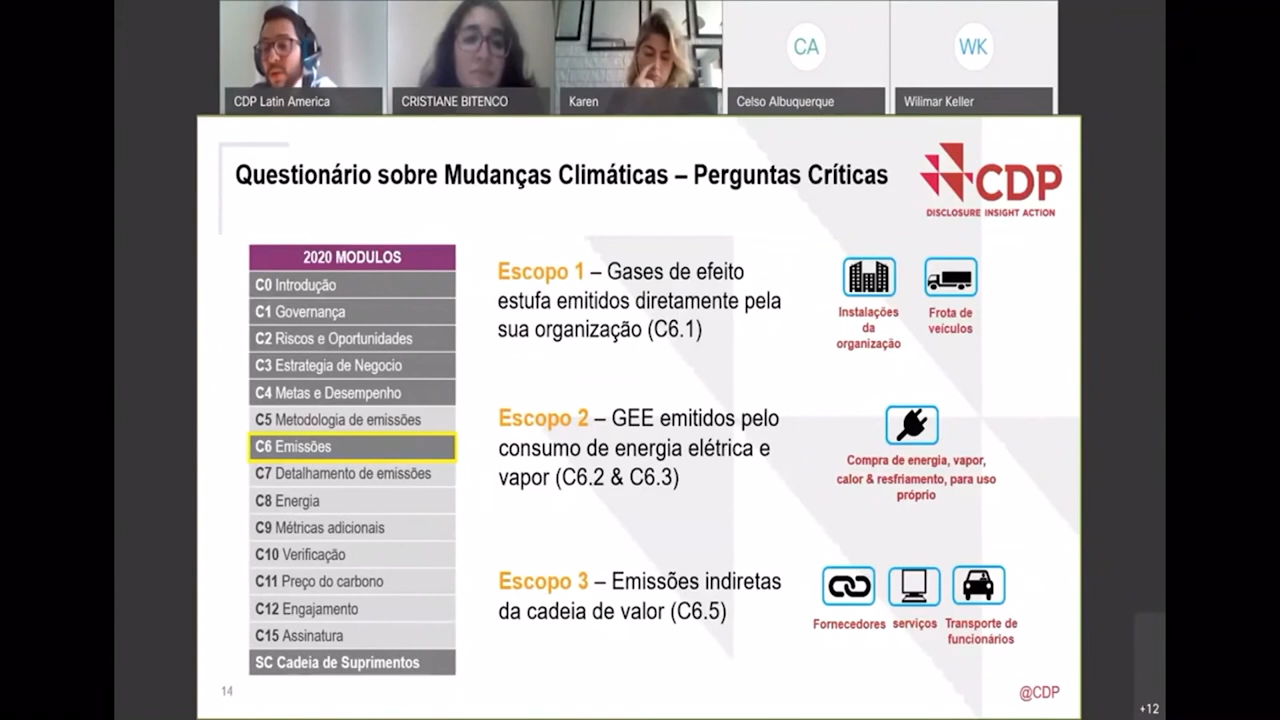 CDP Latin America
CRISTIANE BITENCO
Karen
CA
Celso Albuquerque
WK
Wilimar Keller
Questionário sobre Mudanças Climáticas – Perguntas Críticas
CDP
DISCLOSURE INSIGHT ACTION
2020 MODULOS
C0 Introdução
C1 Governança
C2 Riscos e Oportunidades
C3 Estrategia de Negocio
C4 Metas e Desempenho
C5 Metodologia de emissões
C6 Emissões
C7 Detalhamento de emissões
C8 Energia
C9 Métricas adicionais
C10 Verificação
C11 Preço do carbono
C12 Engajamento
C15 Assinatura
SC Cadeia de Suprimentos
Escopo 1 – Gases de efeito
estufa emitidos diretamente pela
sua organização (C6.1)
Instalações
da
organização
Frota de
veículos
Escopo 2 – GEE emitidos pelo
consumo de energia elétrica e
vapor (C6.2 & C6.3)
Compra de energia, vapor,
calor & resfriamento, para uso
próprio
Escopo 3 – Emissões indiretas
da cadeia de valor (C6.5)
Fornecedores
serviços
Transporte de
funcionários
14
@CDP
+12